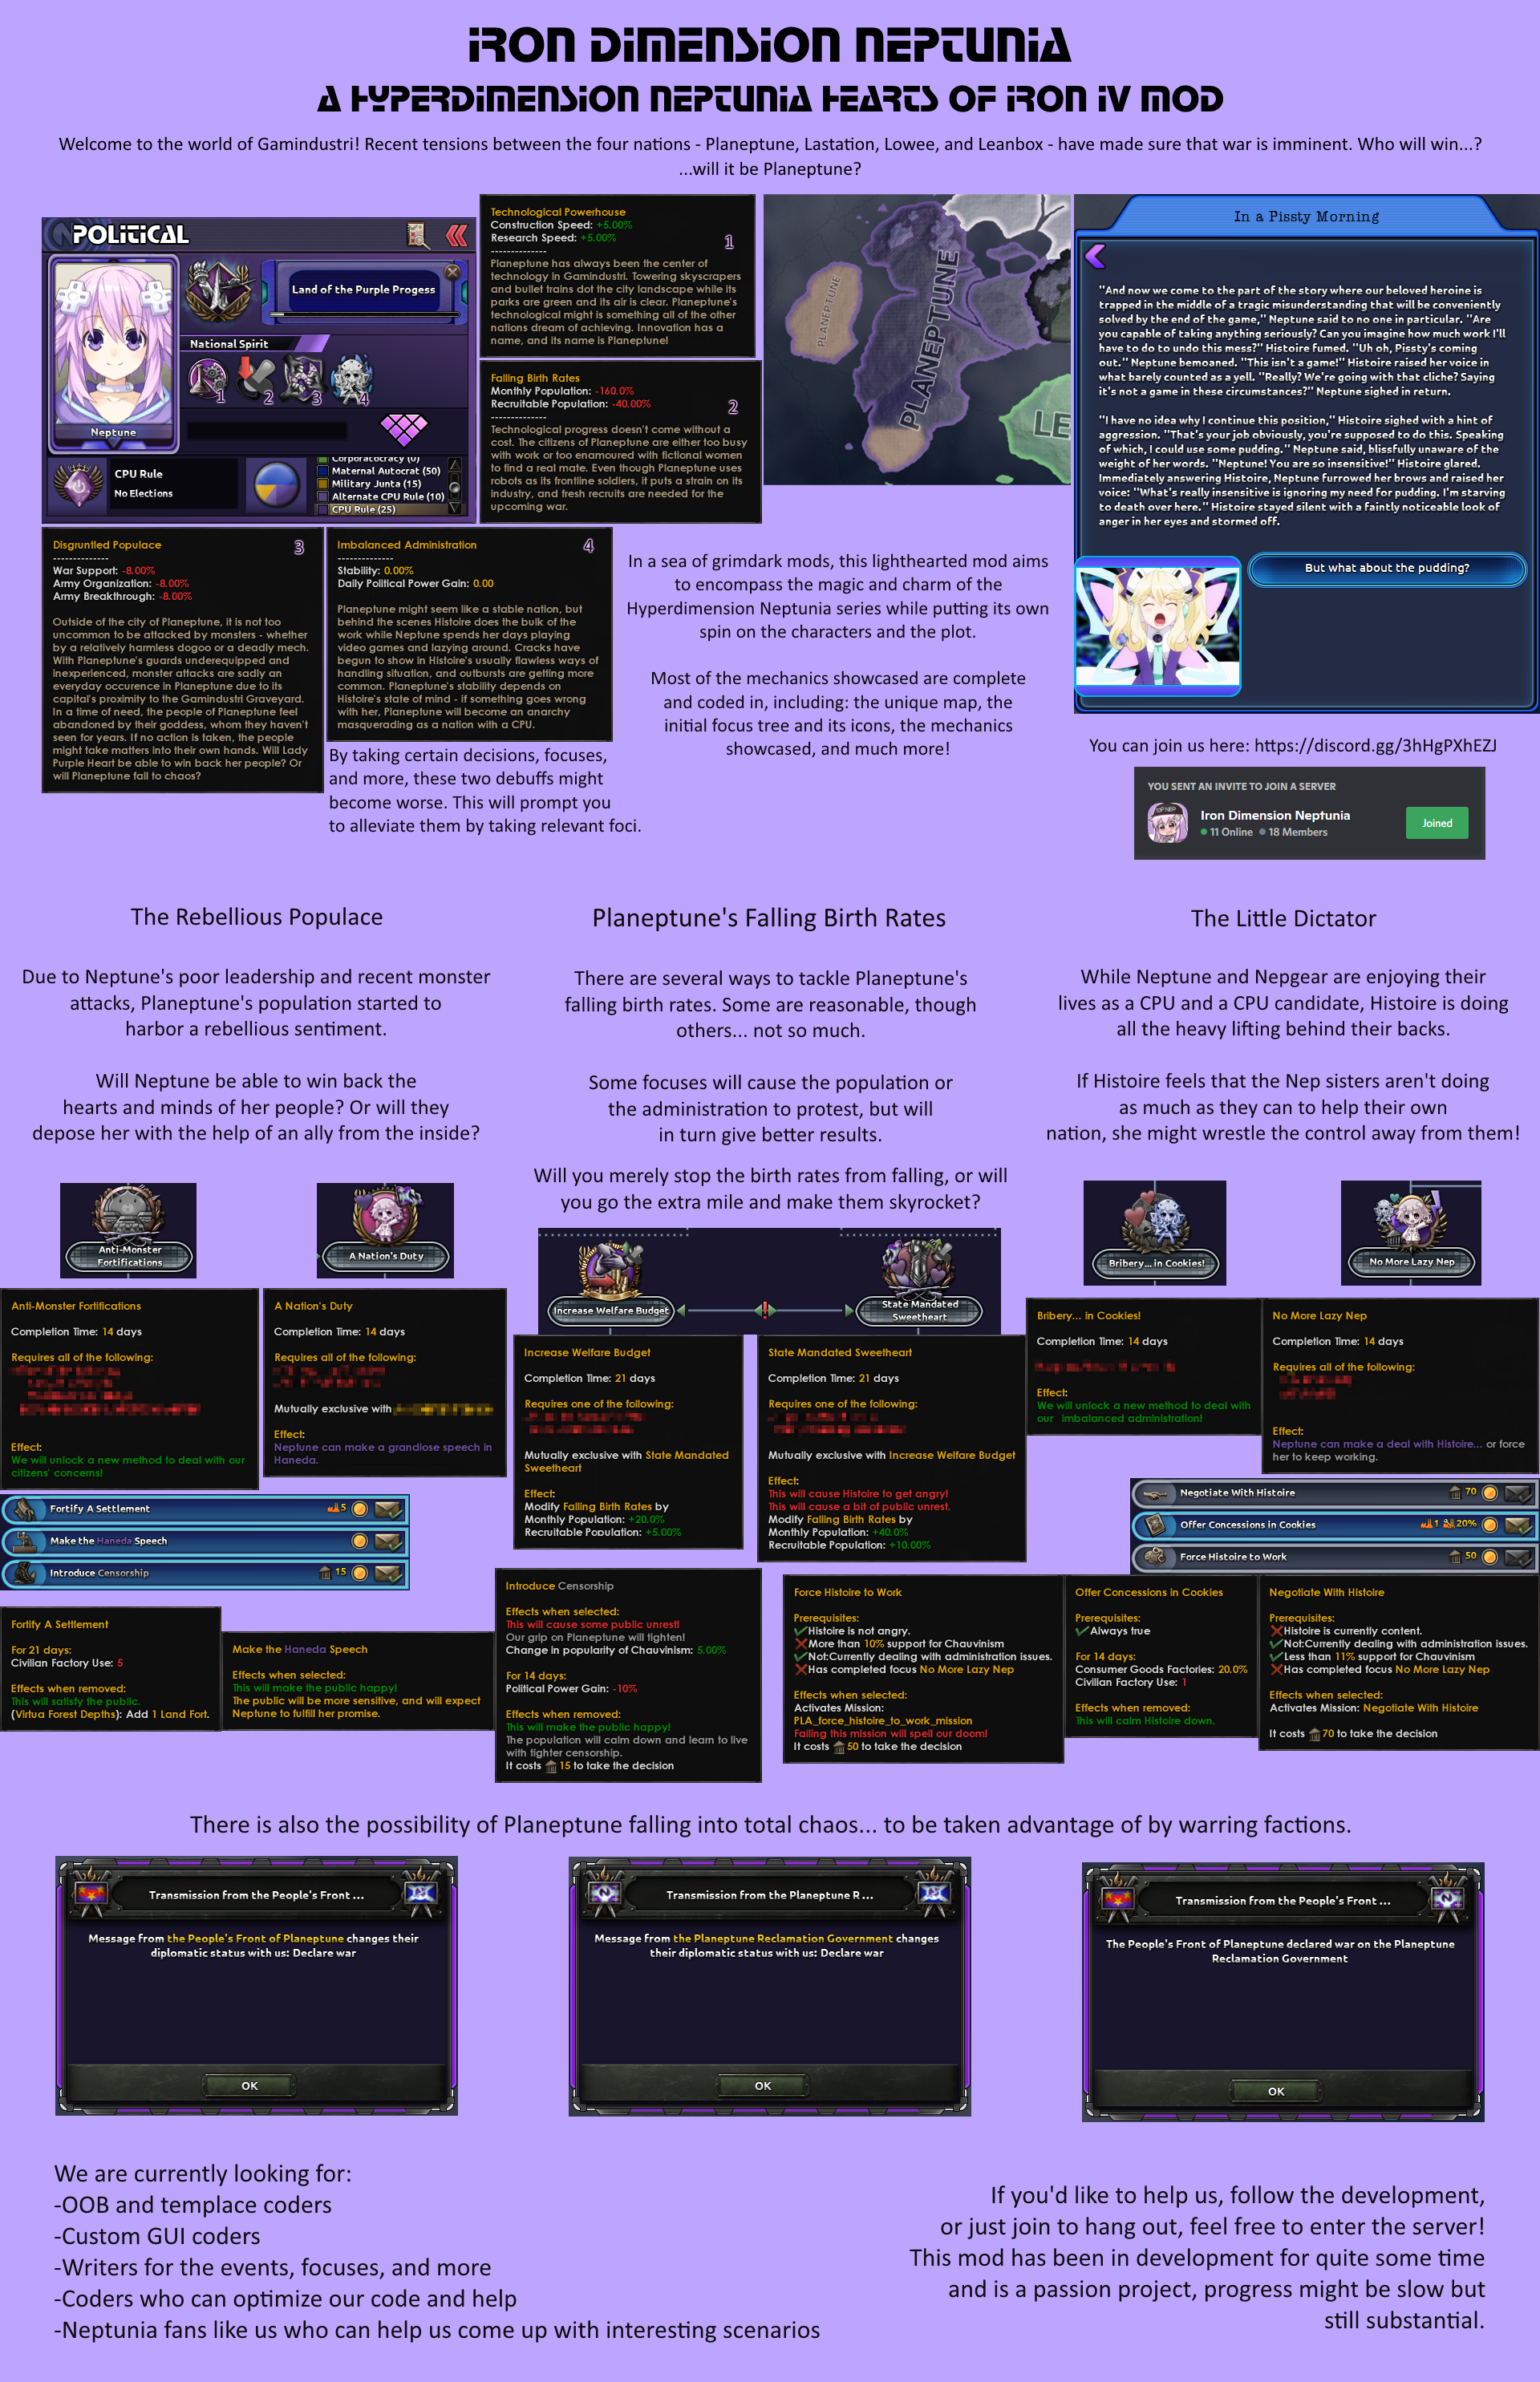 IRON DIMENSION NEPTUNIA
A HYPERDIMENSION NEPTUNIA HEARTS OF IRON IV MOD
Welcome to the world of Gamindustri! Recent tensions between the four nations - Planeptune, Lastation, Lowee, and Leanbox - have made sure that war is imminent. Who will win...?
...will it be Planeptune?
POLITICAL
Land of the Purple Progess
National Spirit
1
2
3
4
Neptune
CPU Rule
No Elections
Corporatocracy (0)
Maternal Autocrat (50)
Military Junta (15)
Alternate CPU Rule (10)
CPU Rule (25)
Technological Powerhouse
Construction Speed: +5.00%
Research Speed: +5.00%
1
--------------
Planeptune has always been the center of
technology in Gamindustri. Towering skyscrapers
and bullet trains dot the city landscape while its
parks are green and its air is clear. Planeptune's
technological might is something all of the other
nations dream of achieving. Innovation has a
name, and its name is Planeptune!
Falling Birth Rates
Monthly Population: -160.0%
Recruitable Population: -40.00%
2
--------------
Technological progress doesn't come without a
cost. The citizens of Planeptune are either too busy
with work or too enamoured with fictional women
to find a real mate. Even though Planeptune uses
robots as its frontline soldiers, it puts a strain on its
industry, and fresh recruits are needed for the
upcoming war.
PLANEPTUNE
PLANEPTUNE
LE
In a Pissty Morning
"And now we come to the part of the story where our beloved heroine is
trapped in the middle of a tragic misunderstanding that will be conveniently
solved by the end of the game," Neptune said to no one in particular. "Are
you capable of taking anything seriously? Can you imagine how much work I'll
have to do to undo this mess?" Histoire fumed. "Uh oh, Pissty's coming
out." Neptune bemoaned. "This isn't a game!" Histoire raised her voice in
what barely counted as a yell. "Really? We're going with that cliche? Saying
it's not a game in these circumstances?" Neptune sighed in return.
"I have no idea why I continue this position," Histoire sighed with a hint of
aggression. "That's your job obviously, you're supposed to do this. Speaking
of which, I could use some pudding." Neptune said, blissfully unaware of the
weight of her words. "Neptune! You are so insensitive!" Histoire glared.
Immediately answering Histoire, Neptune furrowed her brows and raised her
voice: "What's really insensitive is ignoring my need for pudding. I'm starving
to death over here." Histoire stayed silent with a faintly noticeable look of
anger in her eyes and stormed off.
But what about the pudding?
Disgruntled Populace
3
--------------
War Support: -8.00%
Army Organization: -8.00%
Army Breakthrough: -8.00%
Outside of the city of Planeptune, it is not too
uncommon to be attacked by monsters - whether
by a relatively harmless dogoo or a deadly mech.
With Planeptune's guards underequipped and
inexperienced, monster attacks are sadly an
everyday occurence in Planeptune due to its
capital's proximity to the Gamindustri Graveyard.
In a time of need, the people of Planeptune feel
abandoned by their goddess, whom they haven't
seen for years. If no action is taken, the people
might take matters into their own hands. Will Lady
Purple Heart be able to win back her people? Or
will Planeptune fall to chaos?
Imbalanced Administration
4
--------------
Stability: 0.00%
Daily Political Power Gain: 0.00
Planeptune might seem like a stable nation, but
behind the scenes Histoire does the bulk of the
work while Neptune spends her days playing
video games and lazying around. Cracks have
begun to show in Histoire's usually flawless ways of
handling situation, and outbursts are getting more
common. Planeptune's stability depends on
Histoire's state of mind - if something goes wrong
with her, Planeptune will become an anarchy
masquerading as a nation with a CPU.
By taking certain decisions, focuses,
and more, these two debuffs might
become worse. This will prompt you
to alleviate them by taking relevant foci.
In a sea of grimdark mods, this lighthearted mod aims
to encompass the magic and charm of the
Hyperdimension Neptunia series while putting its own
spin on the characters and the plot.
Most of the mechanics showcased are complete
and coded in, including: the unique map, the
initial focus tree and its icons, the mechanics
showcased, and much more!
You can join us here: https://discord.gg/3hHgPXhEZJ
YOU SENT AN INVITE TO JOIN A SERVER
Iron Dimension Neptunia
11 Online 18 Members
Joined
The Rebellious Populace
Due to Neptune's poor leadership and recent monster
attacks, Planeptune's population started to
harbor a rebellious sentiment.
Will Neptune be able to win back the
hearts and minds of her people? Or will they
depose her with the help of an ally from the inside?
Anti-Monster
Fortifications
A Nation's Duty
Anti-Monster Fortifications
Completion Time: 14 days
Requires all of the following:
Effect:
We will unlock a new method to deal with our
citizens' concerns!
A Nation's Duty
Completion Time: 14 days
Requires all of the following:
Mutually exclusive with
Effect:
Neptune can make a grandiose speech in
Haneda.
Fortify A Settlement
5
Make the Haneda Speech
Introduce Censorship
15
Fortify A Settlement
For 21 days:
Civilian Factory Use: 5
Effects when removed:
This will satisfy the public.
(Virtua Forest Depths): Add 1 Land Fort.
Make the Haneda Speech
Effects when selected:
This will make the public happy!
The public will be more sensitive, and will expect
Neptune to fulfill her promise.
Planeptune's Falling Birth Rates
There are several ways to tackle Planeptune's
falling birth rates. Some are reasonable, though
others... not so much.
Some focuses will cause the population or
the administration to protest, but will
in turn give better results.
Will you merely stop the birth rates from falling, or will
you go the extra mile and make them skyrocket?
Increase Welfare Budget
State Mandated
Sweetheart
Increase Welfare Budget
Completion Time: 21 days
Requires one of the following:
Mutually exclusive with State Mandated
Sweetheart
Effect:
Modify Falling Birth Rates by
Monthly Population: +20.0%
Recruitable Population: +5.00%
State Mandated Sweetheart
Completion Time: 21 days
Requires one of the following:
Mutually exclusive with Increase Welfare Budget
Effect:
This will cause Histoire to get angry!
This will cause a bit of public unrest.
Modify Falling Birth Rates by
Monthly Population: +40.0%
Recruitable Population: +10.00%
Introduce Censorship
Effects when selected:
This will cause some public unrest!
Our grip on Planeptune will tighten!
Change in popularity of Chauvinism: 5.00%
For 14 days:
Political Power Gain: -10%
Effects when removed:
This will make the public happy!
The population will calm down and learn to live
with tighter censorship.
It costs 15 to take the decision
The Little Dictator
While Neptune and Nepgear are enjoying their
lives as a CPU and a CPU candidate, Histoire is doing
all the heavy lifting behind their backs.
If Histoire feels that the Nep sisters aren't doing
as much as they can to help their own
nation, she might wrestle the control away from them!
Bribery... in Cookies!
No More Lazy Nep
Bribery... in Cookies!
Completion Time: 14 days
Effect:
We will unlock a new method to deal with
our imbalanced administration!
No More Lazy Nep
Completion Time: 14 days
Requires all of the following:
Effect:
Neptune can make a deal with Histoire... or force
her to keep working.
Negotiate With Histoire
70
Offer Concessions in Cookies
1 20%
Force Histoire to Work
50
Force Histoire to Work
Prerequisites:
Histoire is not angry.
More than 10% support for Chauvinism
Not:Currently dealing with administration issues.
Has completed focus No More Lazy Nep
Effects when selected:
Activates Mission:
PLA_force_histoire_to_work_mission
Failing this mission will spell our doom!
It costs 50 to take the decision
Offer Concessions in Cookies
Prerequisites:
Always true
For 14 days:
Consumer Goods Factories: 20.0%
Civilian Factory Use: 1
Effects when removed:
This will calm Histoire down.
Negotiate With Histoire
Prerequisites:
Histoire is currently content.
Not:Currently dealing with administration issues.
Less than 11% support for Chauvinism
Has completed focus No More Lazy Nep
Effects when selected:
Activates Mission: Negotiate With Histoire
It costs 70 to take the decision
There is also the possibility of Planeptune falling into total chaos... to be taken advantage of by warring factions.
Transmission from the People's Front ...
Message from the People's Front of Planeptune changes their
diplomatic status with us: Declare war
OK
Transmission from the Planeptune R ...
Message from the Planeptune Reclamation Government changes
their diplomatic status with us: Declare war
OK
Transmission from the People's Front ...
The People's Front of Planeptune declared war on the Planeptune
Reclamation Government
OK
We are currently looking for:
-OOB and templace coders
-Custom GUI coders
-Writers for the events, focuses, and more
-Coders who can optimize our code and help
-Neptunia fans like us who can help us come up with interesting scenarios
If you'd like to help us, follow the development,
or just join to hang out, feel free to enter the server!
This mod has been in development for quite some time
and is a passion project, progress might be slow but
still substantial.